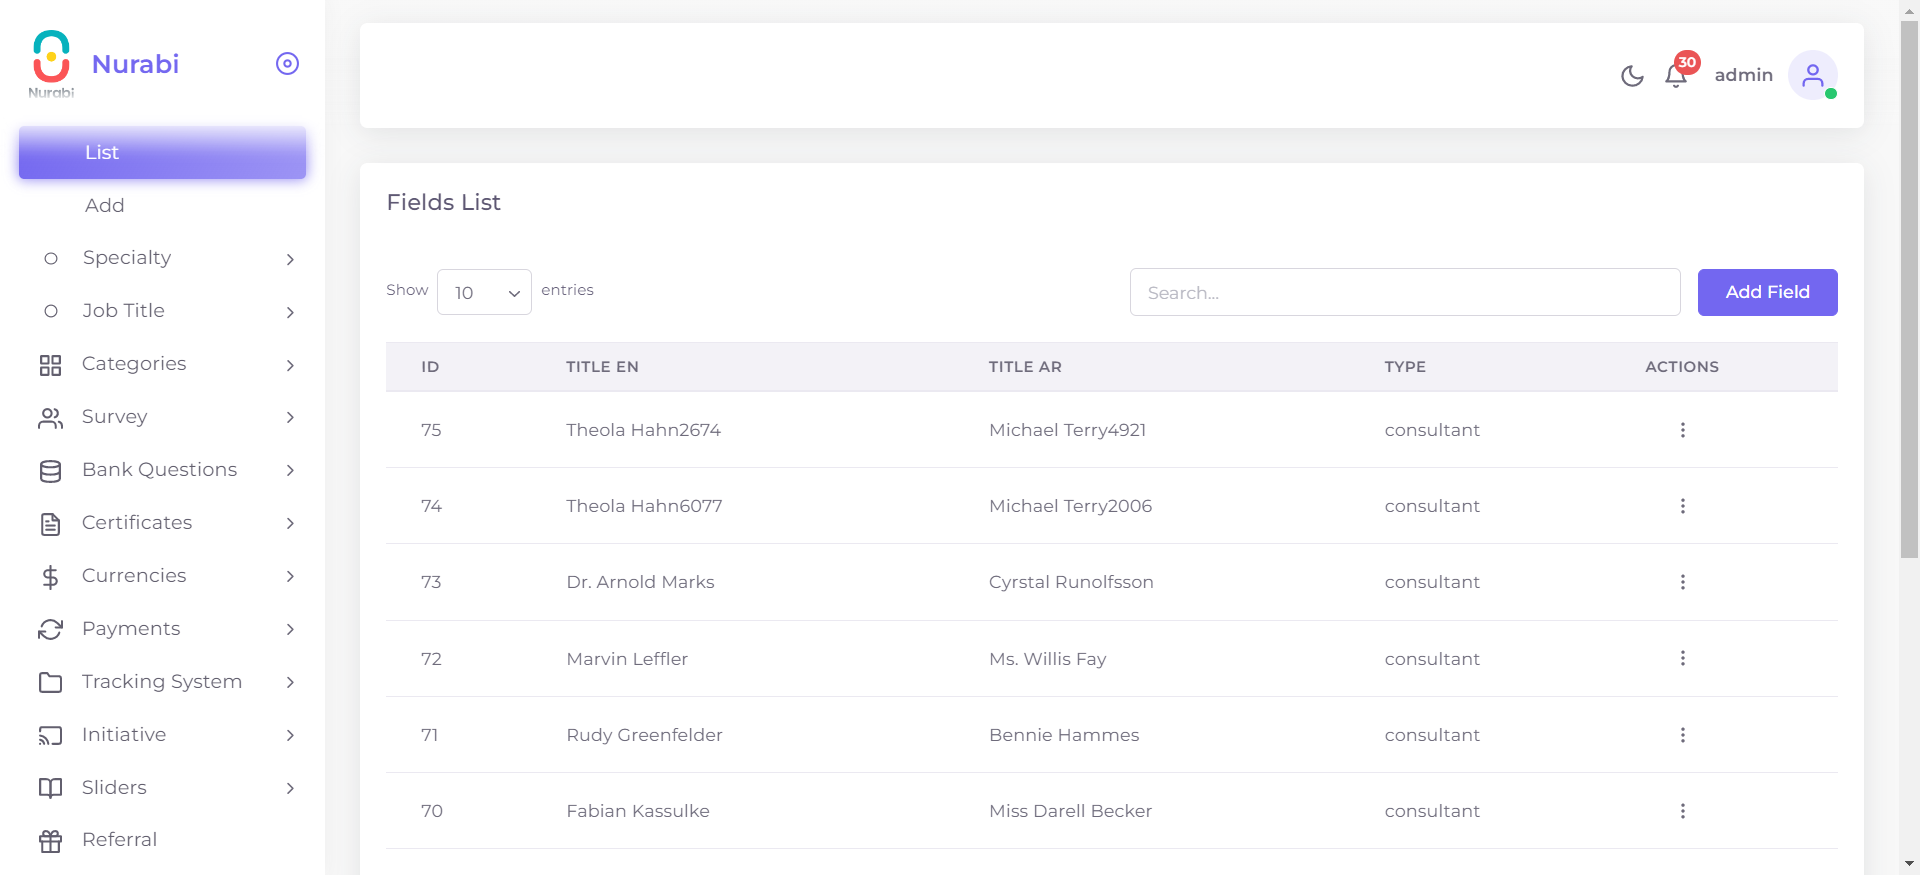 Nurabi
Nurabi
List
Add
Specialty
Job Title
Categories
Survey
Bank Questions
Certificates
Currencies
Payments
Tracking System
Initiative
Sliders
Referral
30
admin
Fields List
Show 10 entries
Search...
Add Field
ID TITLE EN TITLE AR TYPE ACTIONS
75 Theola Hahn2674 Michael Terry4921 consultant
74 Theola Hahn6077 Michael Terry2006 consultant
73 Dr. Arnold Marks Cyrstal Runolfsson consultant
72 Marvin Leffler Ms. Willis Fay consultant
71 Rudy Greenfelder Bennie Hammes consultant
70 Fabian Kassulke Miss Darell Becker consultant